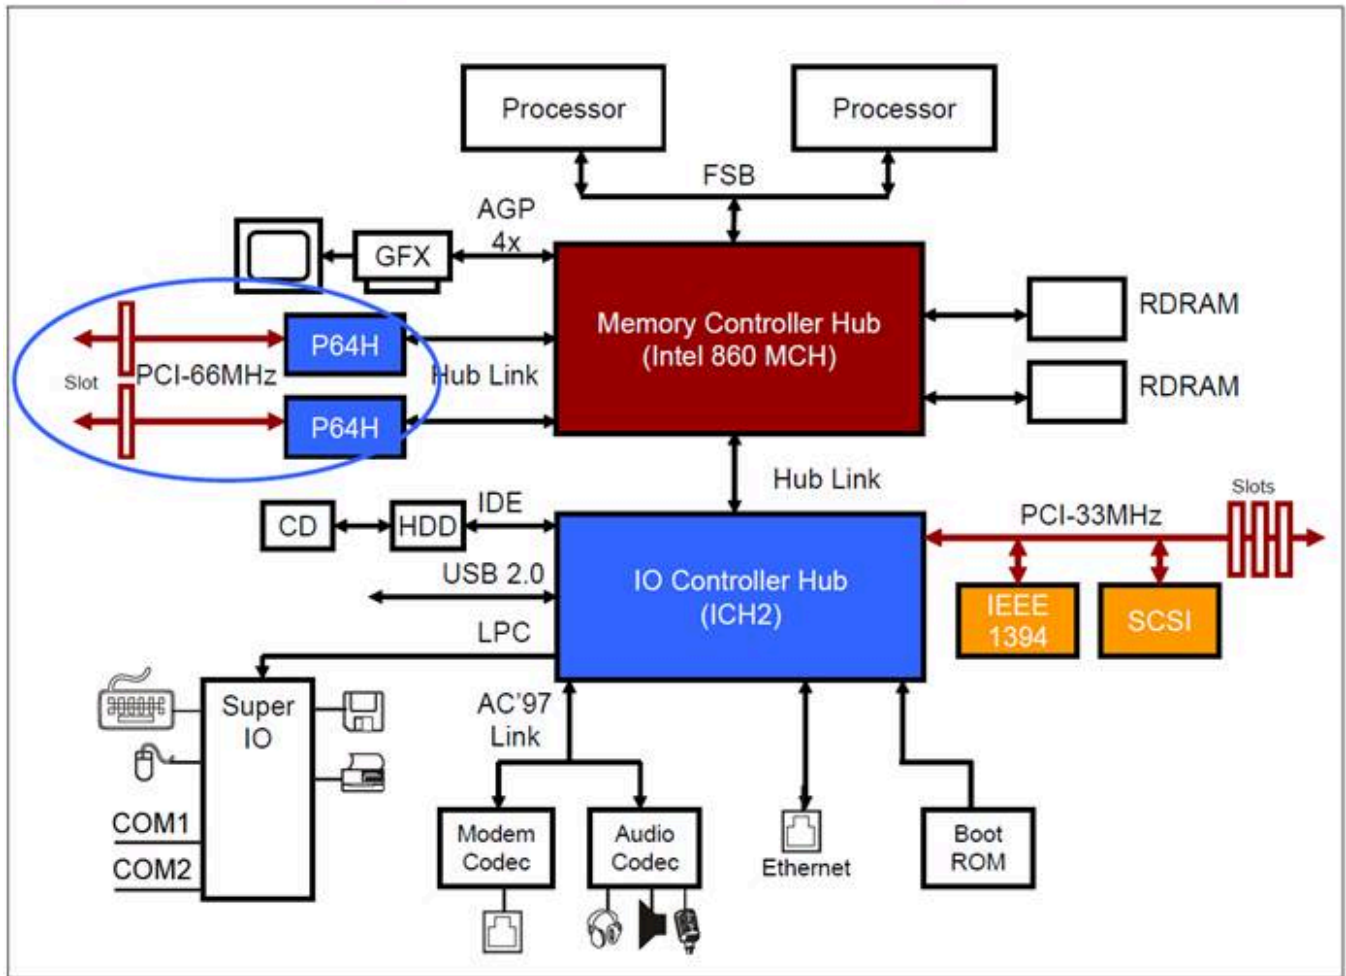 Processor
Processor
FSB
AGP
4x
GFX
Memory Controller Hub
(Intel 860 MCH)
RDRAM
RDRAM
P64H
Slot
PCI-66MHz
Hub Link
P64H
Hub Link
Slots
PCI-33MHz
CD
HDD
IDE
USB 2.0
IO Controller Hub
(ICH2)
IEEE
1394
SCSI
LPC
Super
IO
AC'97
Link
COM1
COM2
Modem
Codec
Audio
Codec
Ethernet
Boot
ROM